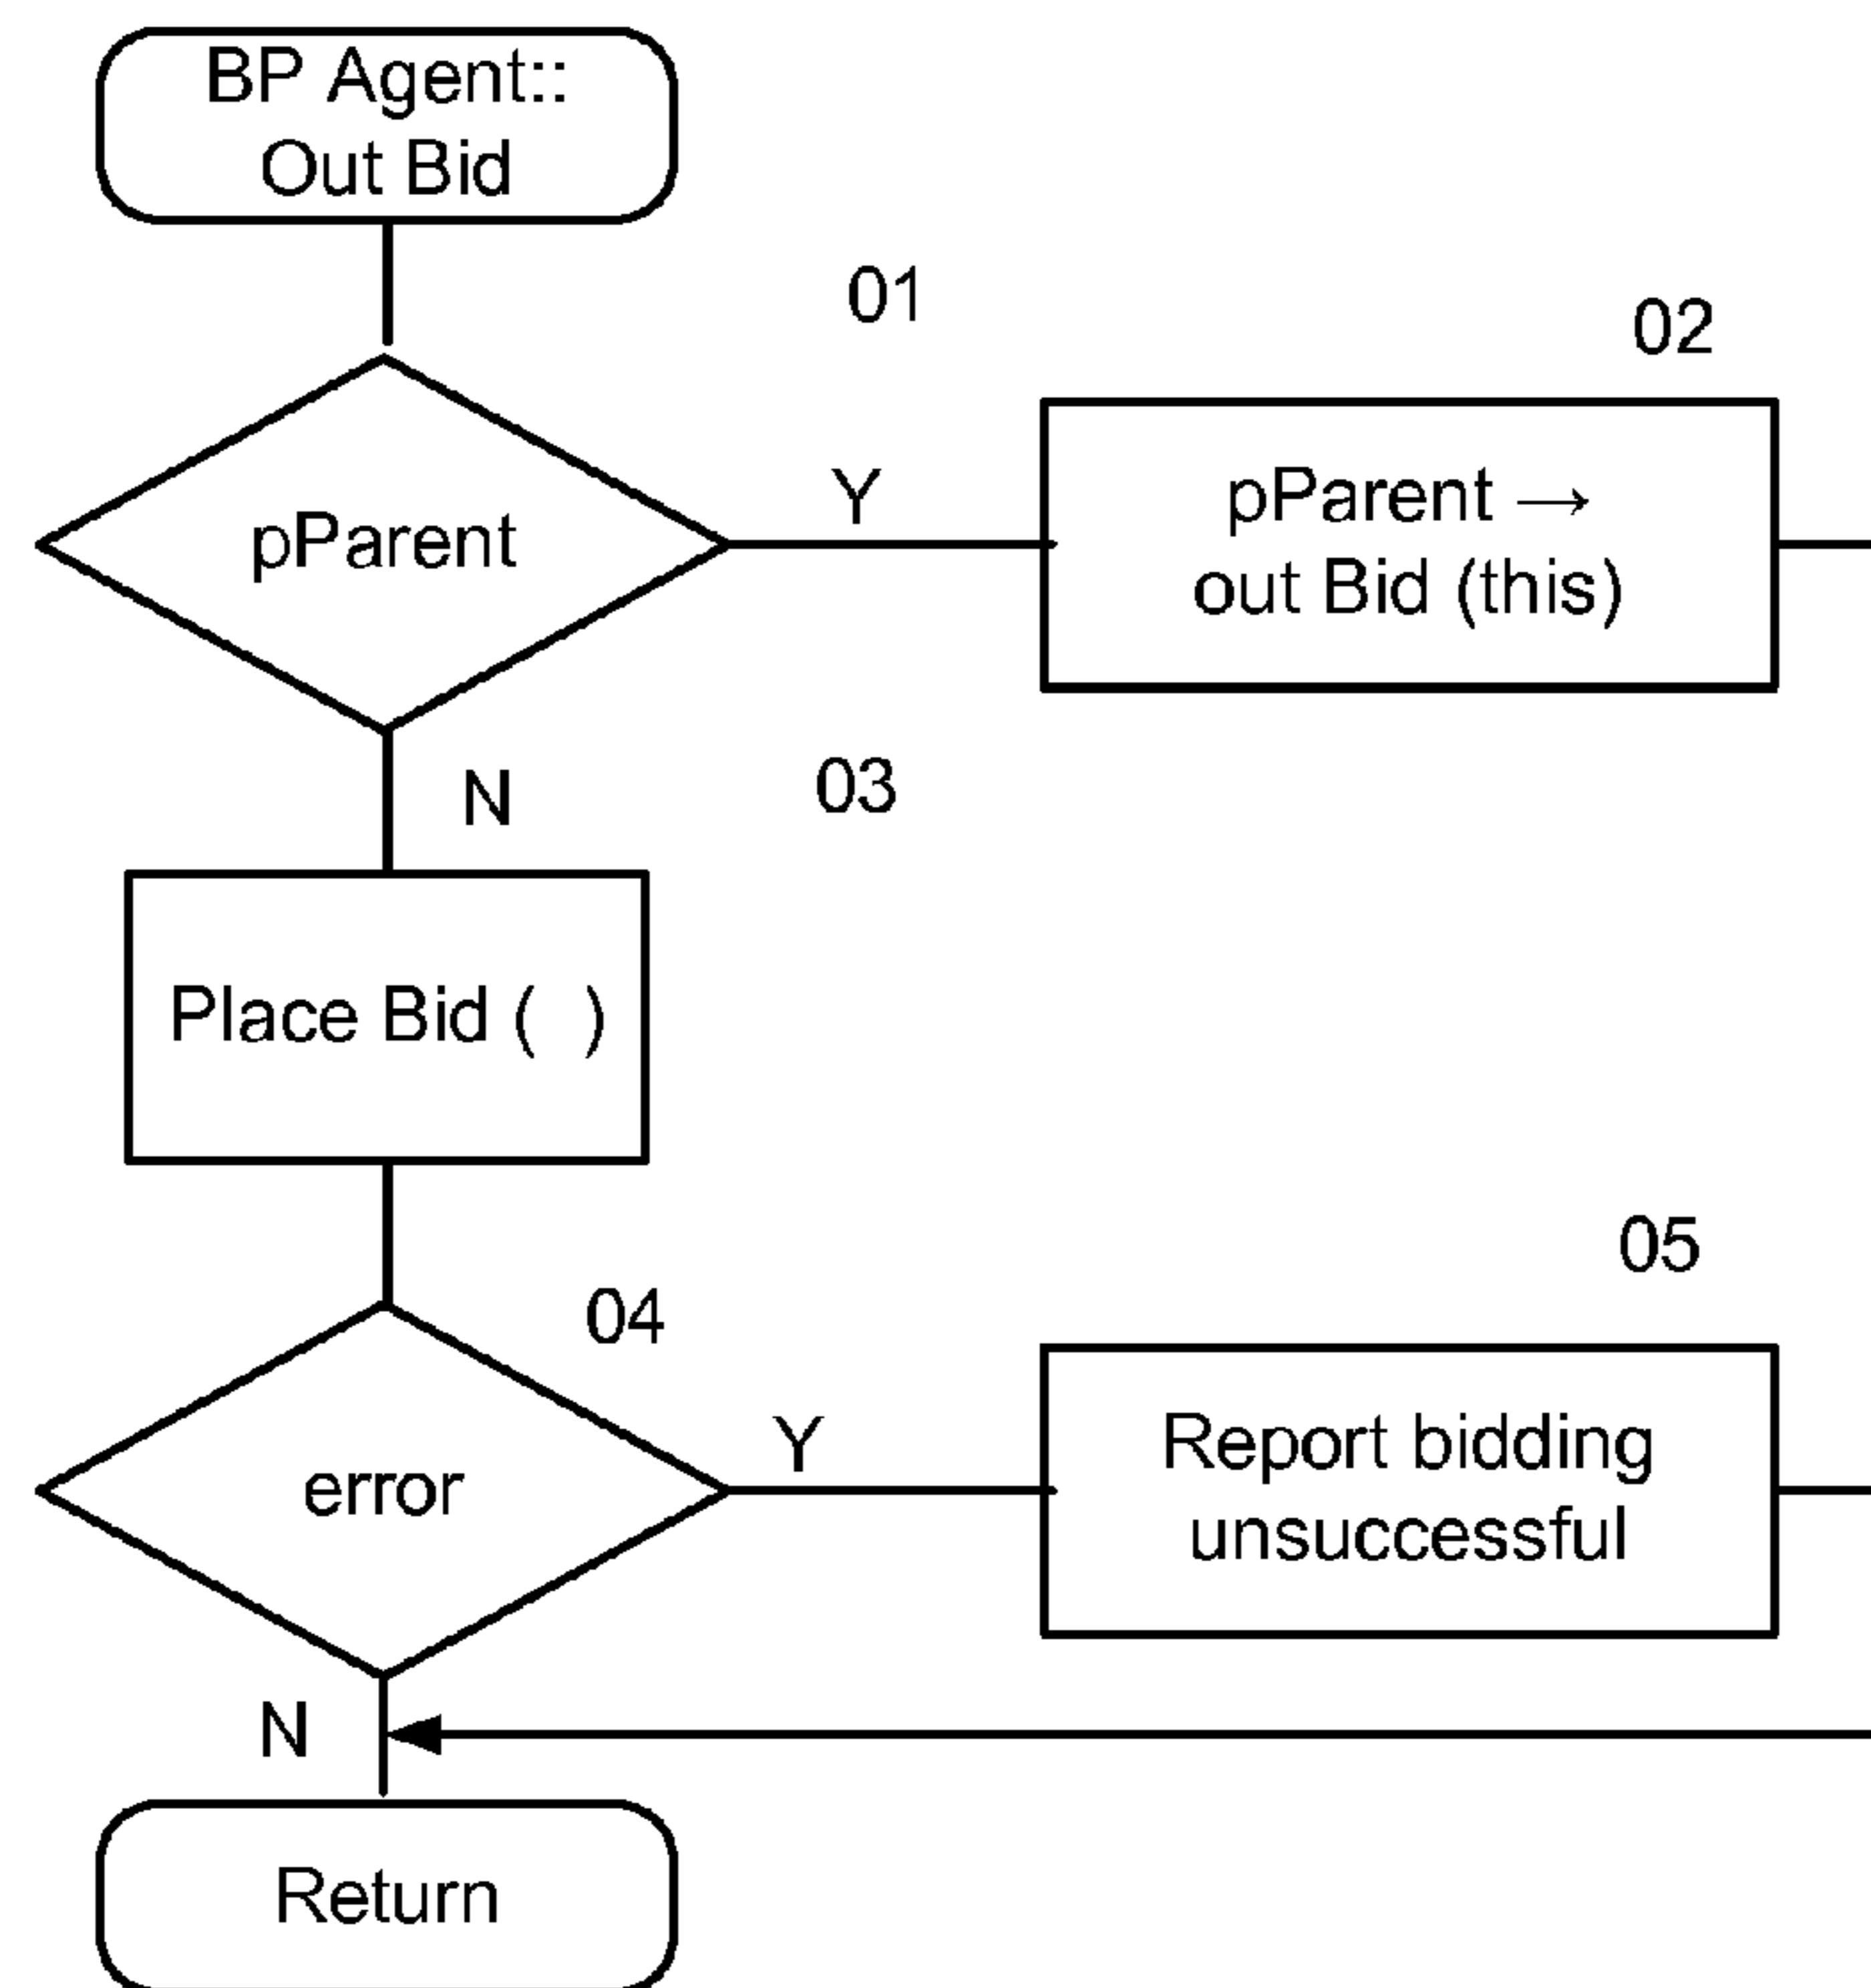 BP Agent::
Out Bid
01
02
pParent
Y
pParent →
out Bid (this)
N
03
Place Bid ( )
04
05
error
Y
Report bidding
unsuccessful
N
Return